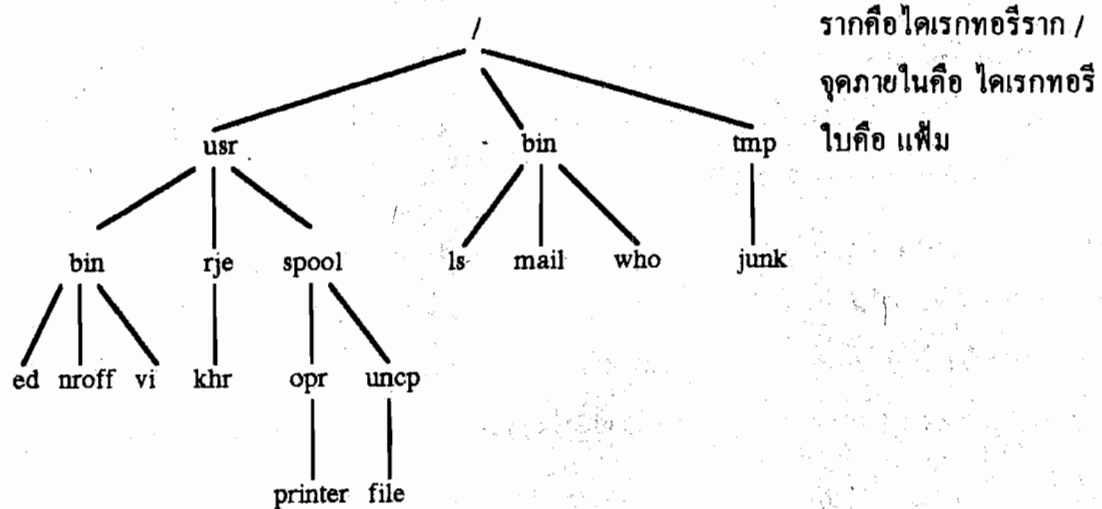 /
รากคือไดเรกทอรีราก /
จุดภายในคือ ไดเรกทอรี
usr bin tmp ใบคือ แฟ้ม
bin rje spool ls mail who junk
ed nroff vi khr opr uncp
printer file